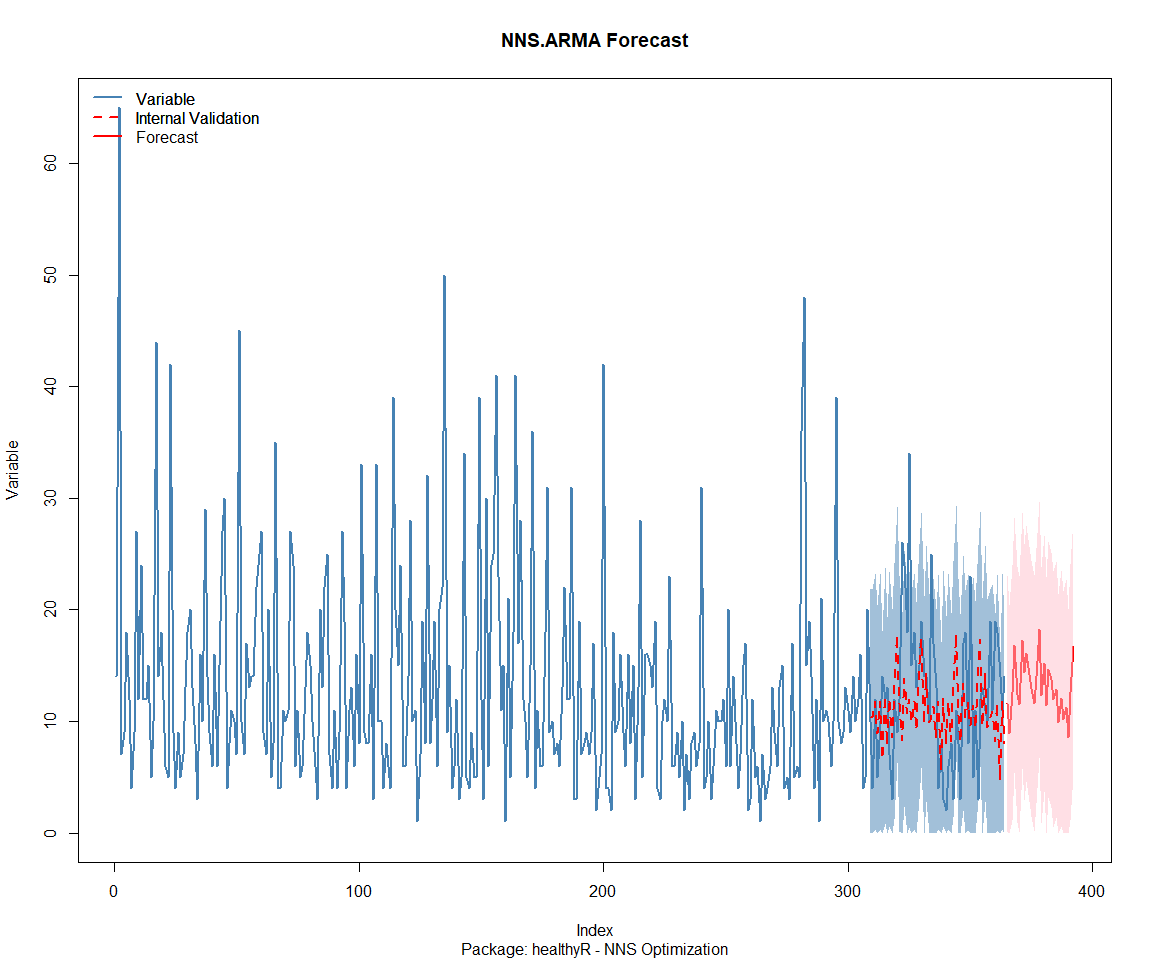 NNS.ARMA Forecast
Variable
Internal Validation
Forecast
60
50
40
30
20
10
0
Variable
0 100 200 300 400
Index
Package: healthyR - NNS Optimization